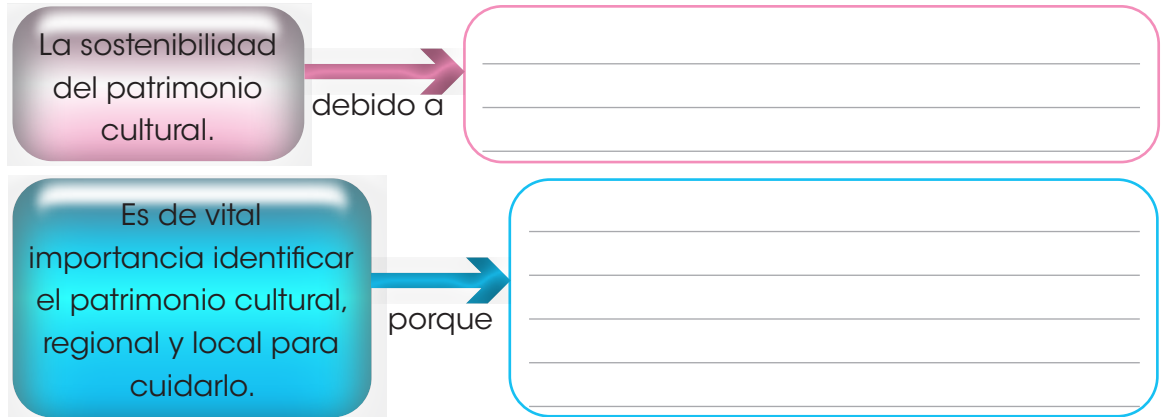 La sostenibilidad
del patrimonio
cultural.
debido a
Es de vital
importancia identificar
el patrimonio cultural,
regional y local para
cuidarlo.
porque